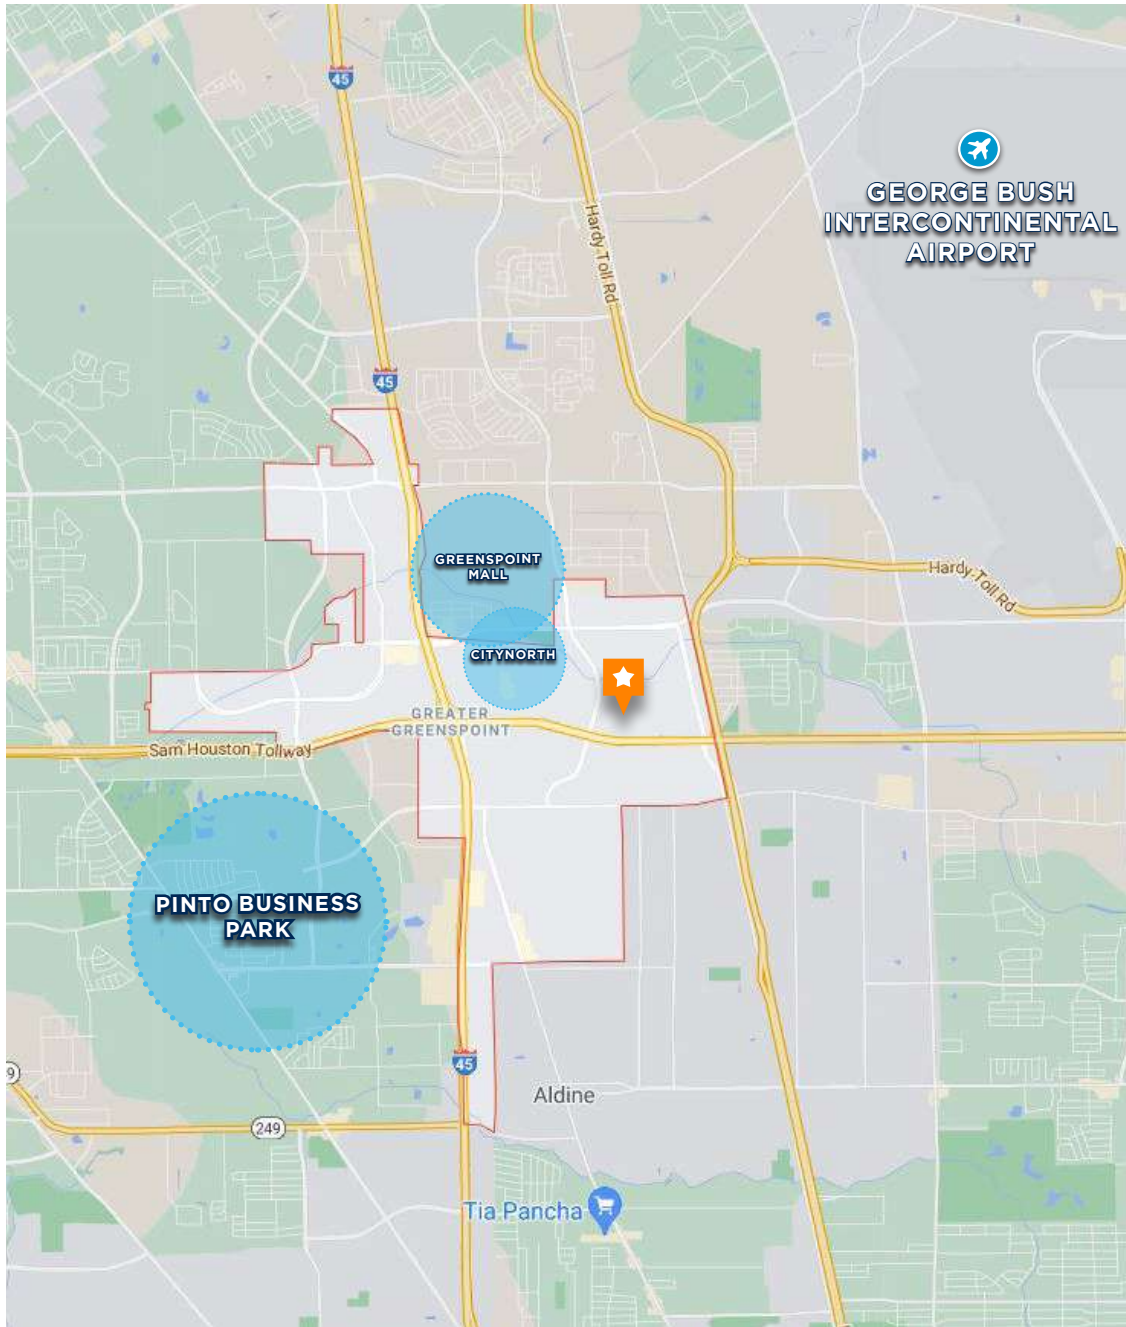 45
GEORGE BUSH
INTERCONTINENTAL
AIRPORT
Hardy Toll Rd
45
GREENSPOINT
MALL
Hardy Toll Rd
CITYNORTH
GREATER
GREENSPOINT
Sam Houston Tollway
PINTO BUSINESS
PARK
45
9
Aldine
249
Tia Pancha